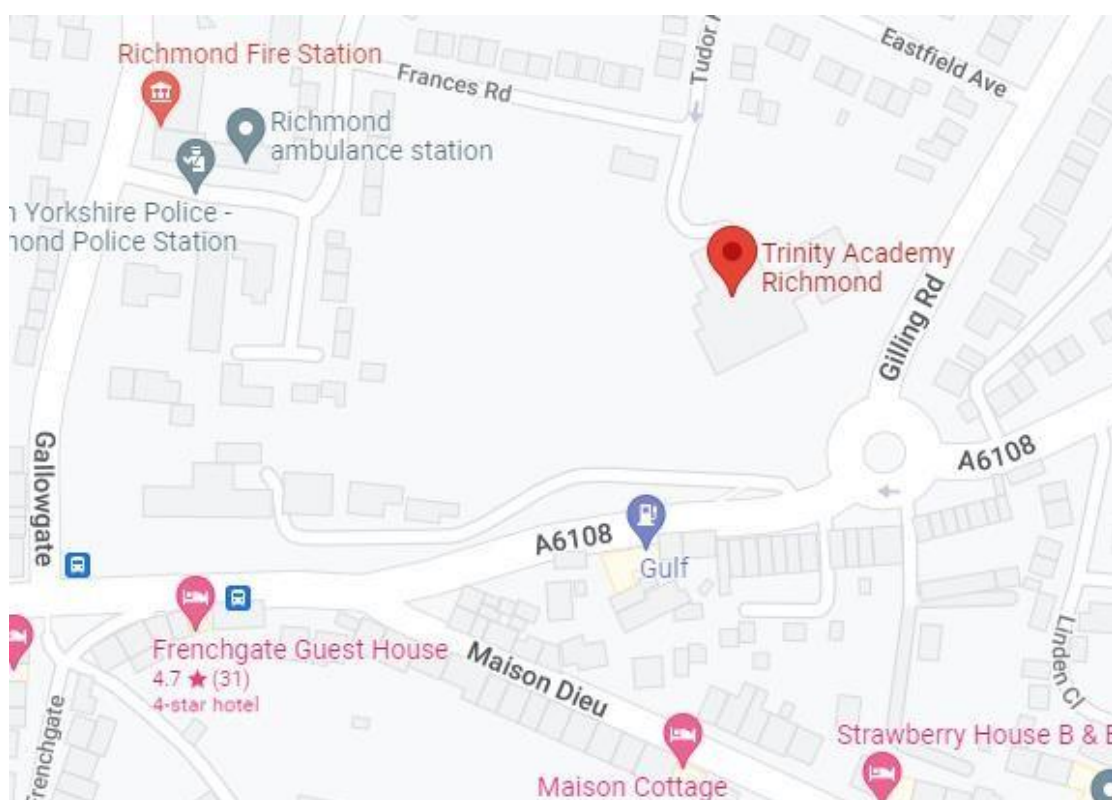 Richmond Fire Station
Eastfield Ave
Tudor
Frances Rd
Richmond
ambulance station
Yorkshire Police -
Police Station
Trinity Academy
Richmond
Gilling Rd
A6108
Gallowgate
A6108
Gulf
Frenchgate Guest House
4.7 ★ (31)
4-star hotel
Maison Dieu
Linden Cl
Frenchgate
Strawberry House B &
Maison Cottage